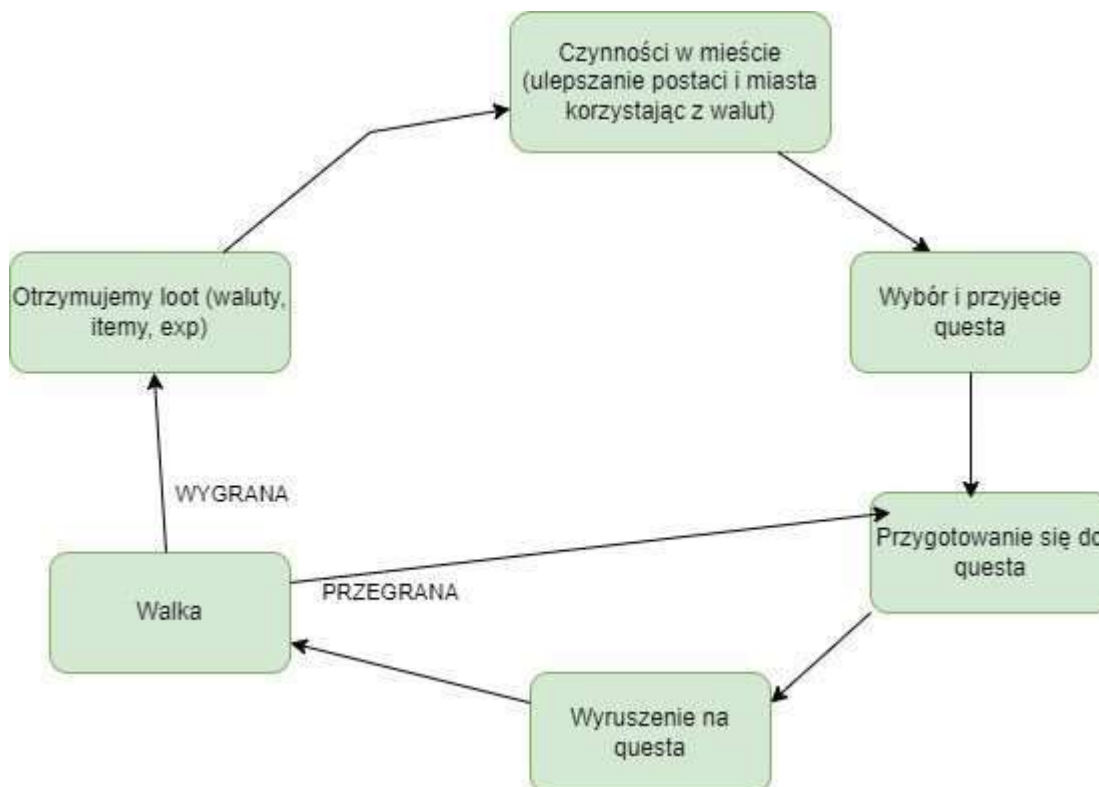 Czynności w mieście
(ulepszanie postaci i miasta
korzystając z walut)
Otrzymujemy loot (waluty,
itemy, exp)
Wybór i przyjęcie
questa
WYGRANA
Przygotowanie się do
questa
PRZEGRANA
Walka
Wyruszenie na
questa